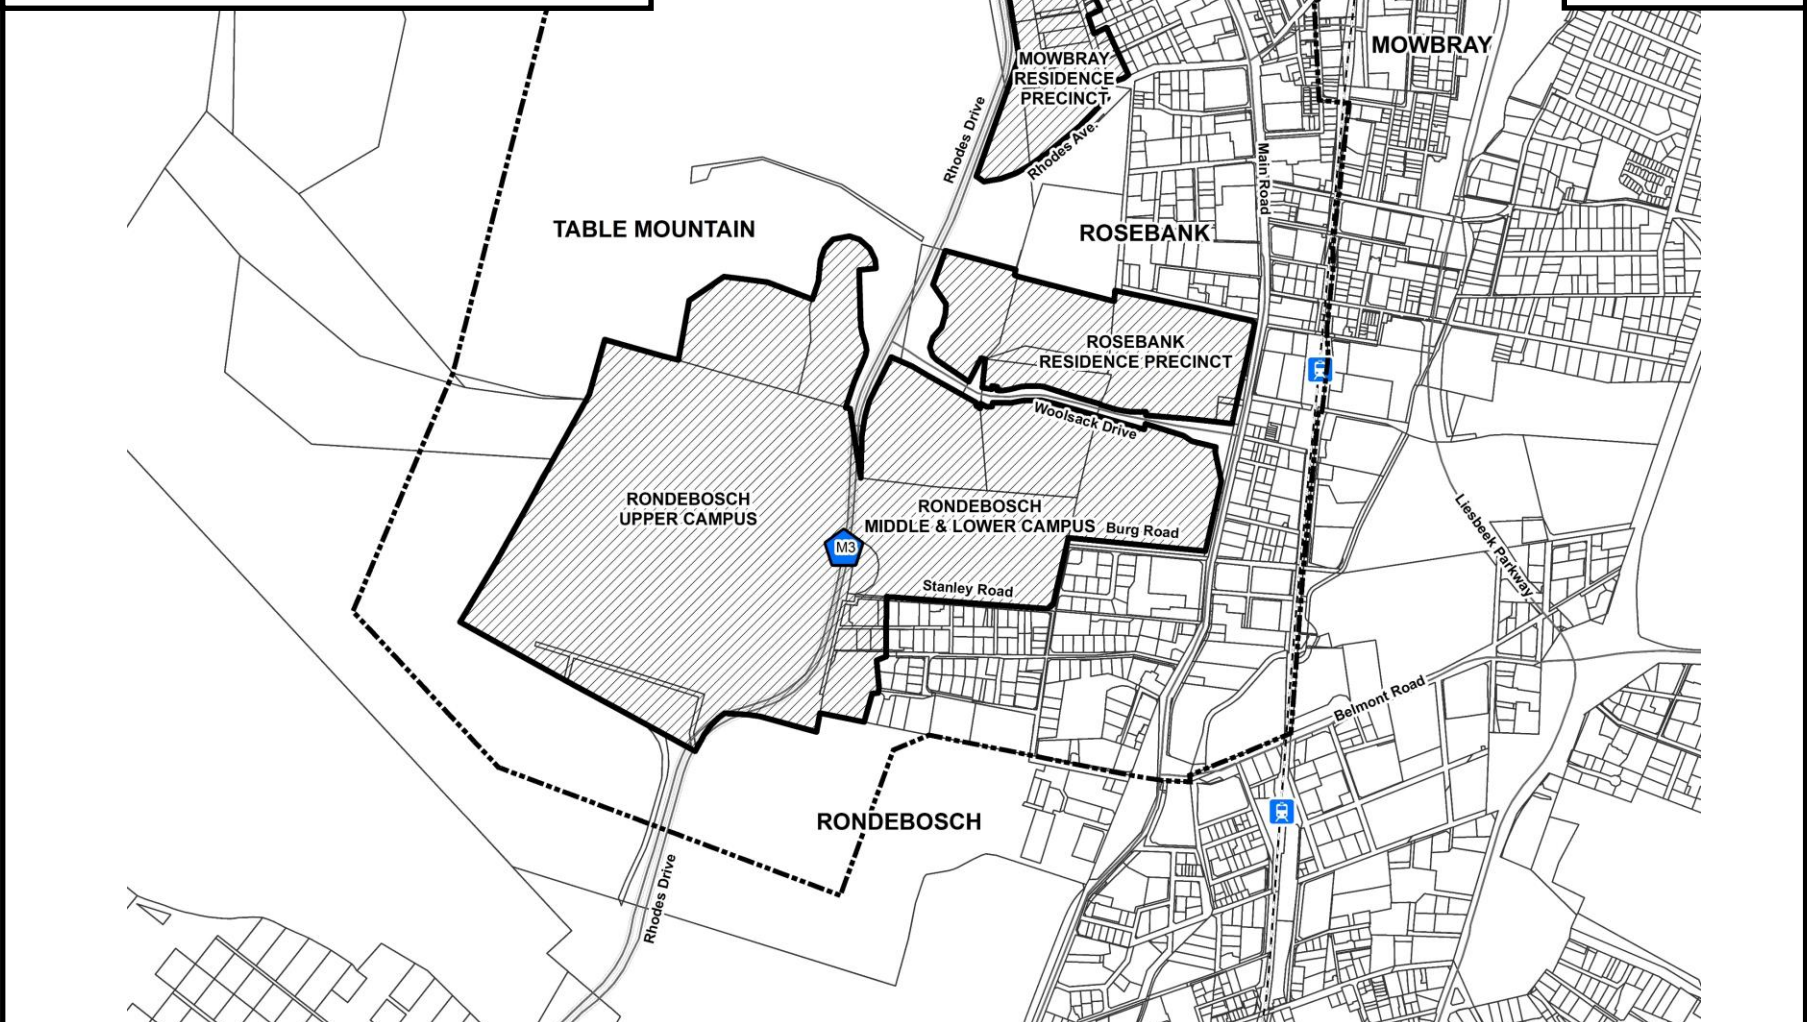 MOWBRAY
MOWBRAY
RESIDENCE
PRECINCT
Rhodes Drive
Rhodes Ave.
Main Road
TABLE MOUNTAIN
ROSEBANK
ROSEBANK
RESIDENCE PRECINCT
Woolsack Drive
RONDEBOSCH
UPPER CAMPUS
RONDEBOSCH
MIDDLE & LOWER CAMPUS
Burg Road
M3
Liesbeek Parkway
Stanley Road
Belmont Road
RONDEBOSCH
Rhodes Drive